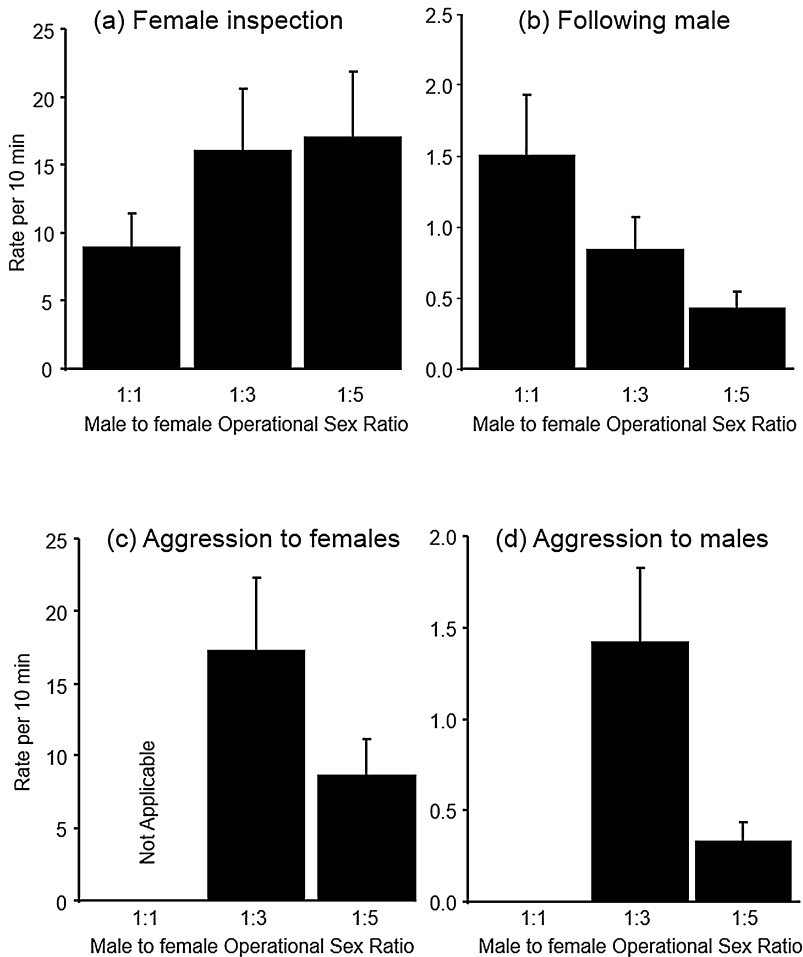 (a) Female inspection
Rate per 10 min
25
20
15
10
5
0
1:1 1:3 1:5
Male to female Operational Sex Ratio
(b) Following male
2.5
2.0
1.5
1.0
0.5
0.0
1:1 1:3 1:5
Male to female Operational Sex Ratio
(c) Aggression to females
Rate per 10 min
25
20
15
10
5
0
Not Applicable
1:1 1:3 1:5
Male to female Operational Sex Ratio
(d) Aggression to males
2.0
1.5
1.0
0.5
0.0
1:1 1:3 1:5
Male to female Operational Sex Ratio